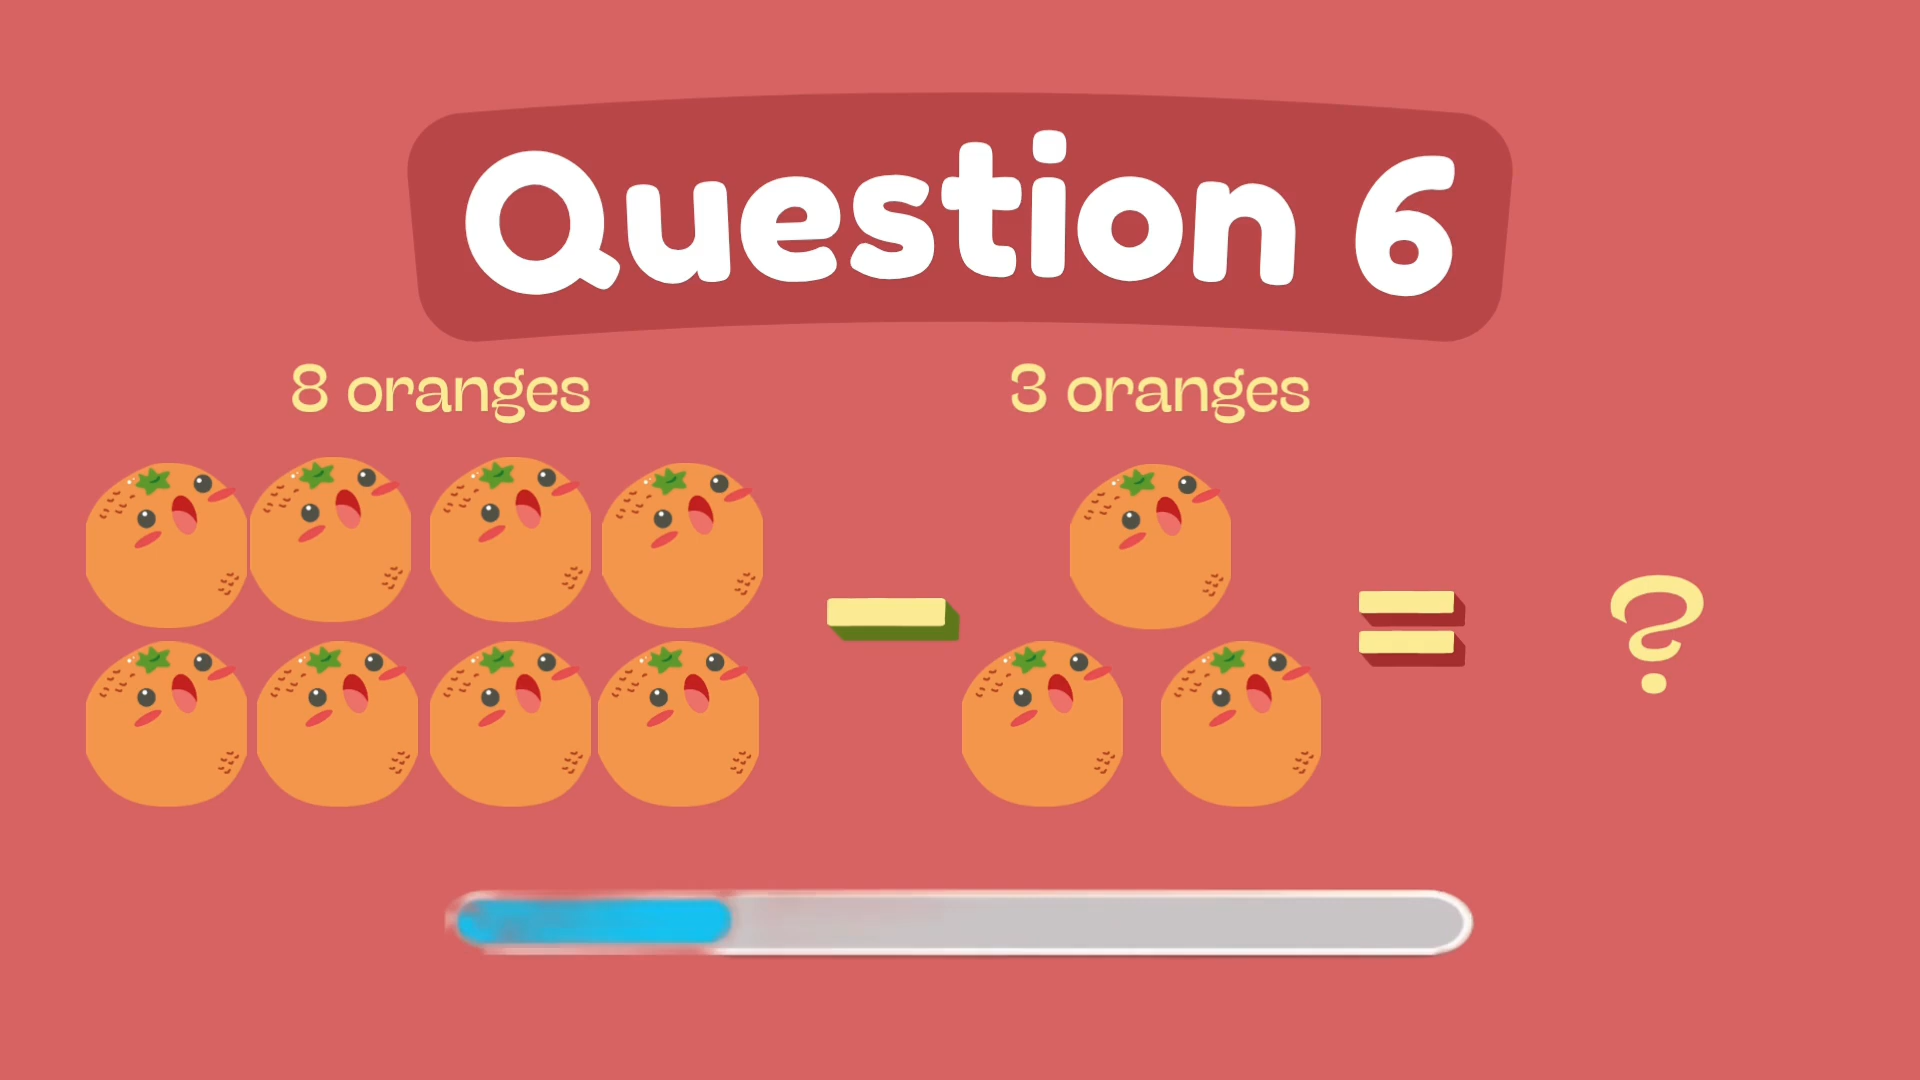 Question 6
8 oranges
3 oranges
- = ?